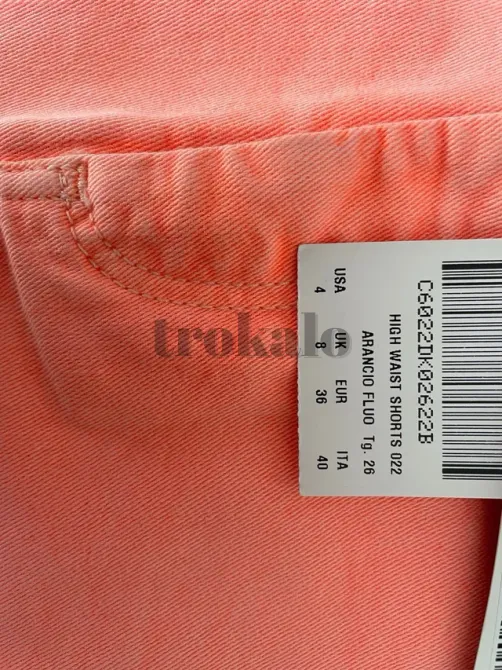 C6022DK02622B
HIGH WAIST SHORTS 022
ARANCIO FLUO Tg. 26
USA UK EUR ITA
4 8 36 40
trokalo